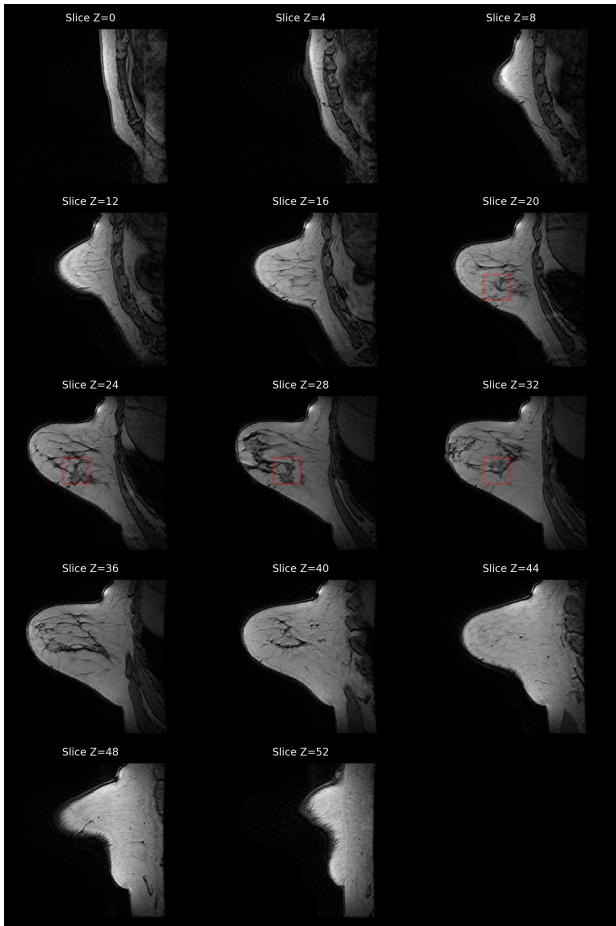 Slice Z=0
Slice Z=4
Slice Z=8
Slice Z=12
Slice Z=16
Slice Z=20
Slice Z=24
Slice Z=28
Slice Z=32
Slice Z=36
Slice Z=40
Slice Z=44
Slice Z=48
Slice Z=52